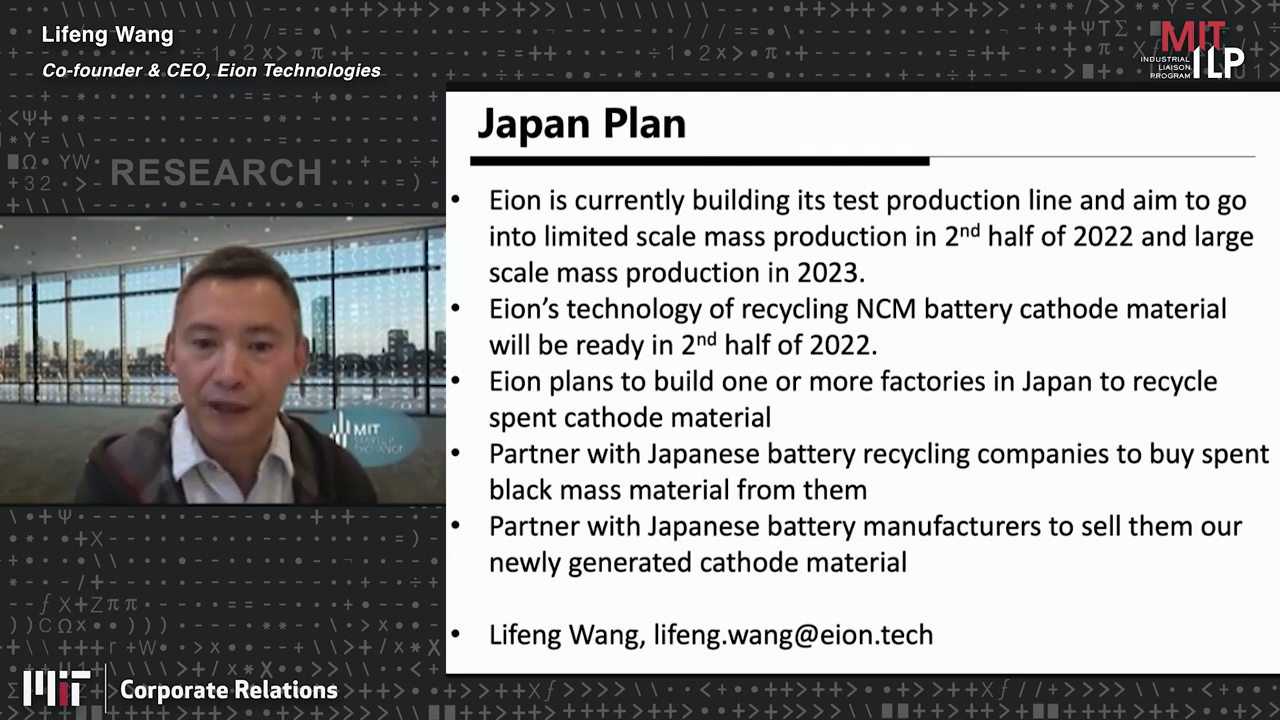 Lifeng Wang
Co-founder & CEO, Eion Technologies
MIT
ILP
INDUSTRIAL
LIAISON
PROGRAM
RESEARCH
Japan Plan
• Eion is currently building its test production line and aim to go
into limited scale mass production in 2nd half of 2022 and large
scale mass production in 2023.
• Eion’s technology of recycling NCM battery cathode material
will be ready in 2nd half of 2022.
• Eion plans to build one or more factories in Japan to recycle
spent cathode material
• Partner with Japanese battery recycling companies to buy spent
black mass material from them
• Partner with Japanese battery manufacturers to sell them our
newly generated cathode material
• Lifeng Wang, lifeng.wang@eion.tech
MIT
STARTUP
EXCHANGE
MIT
Corporate Relations